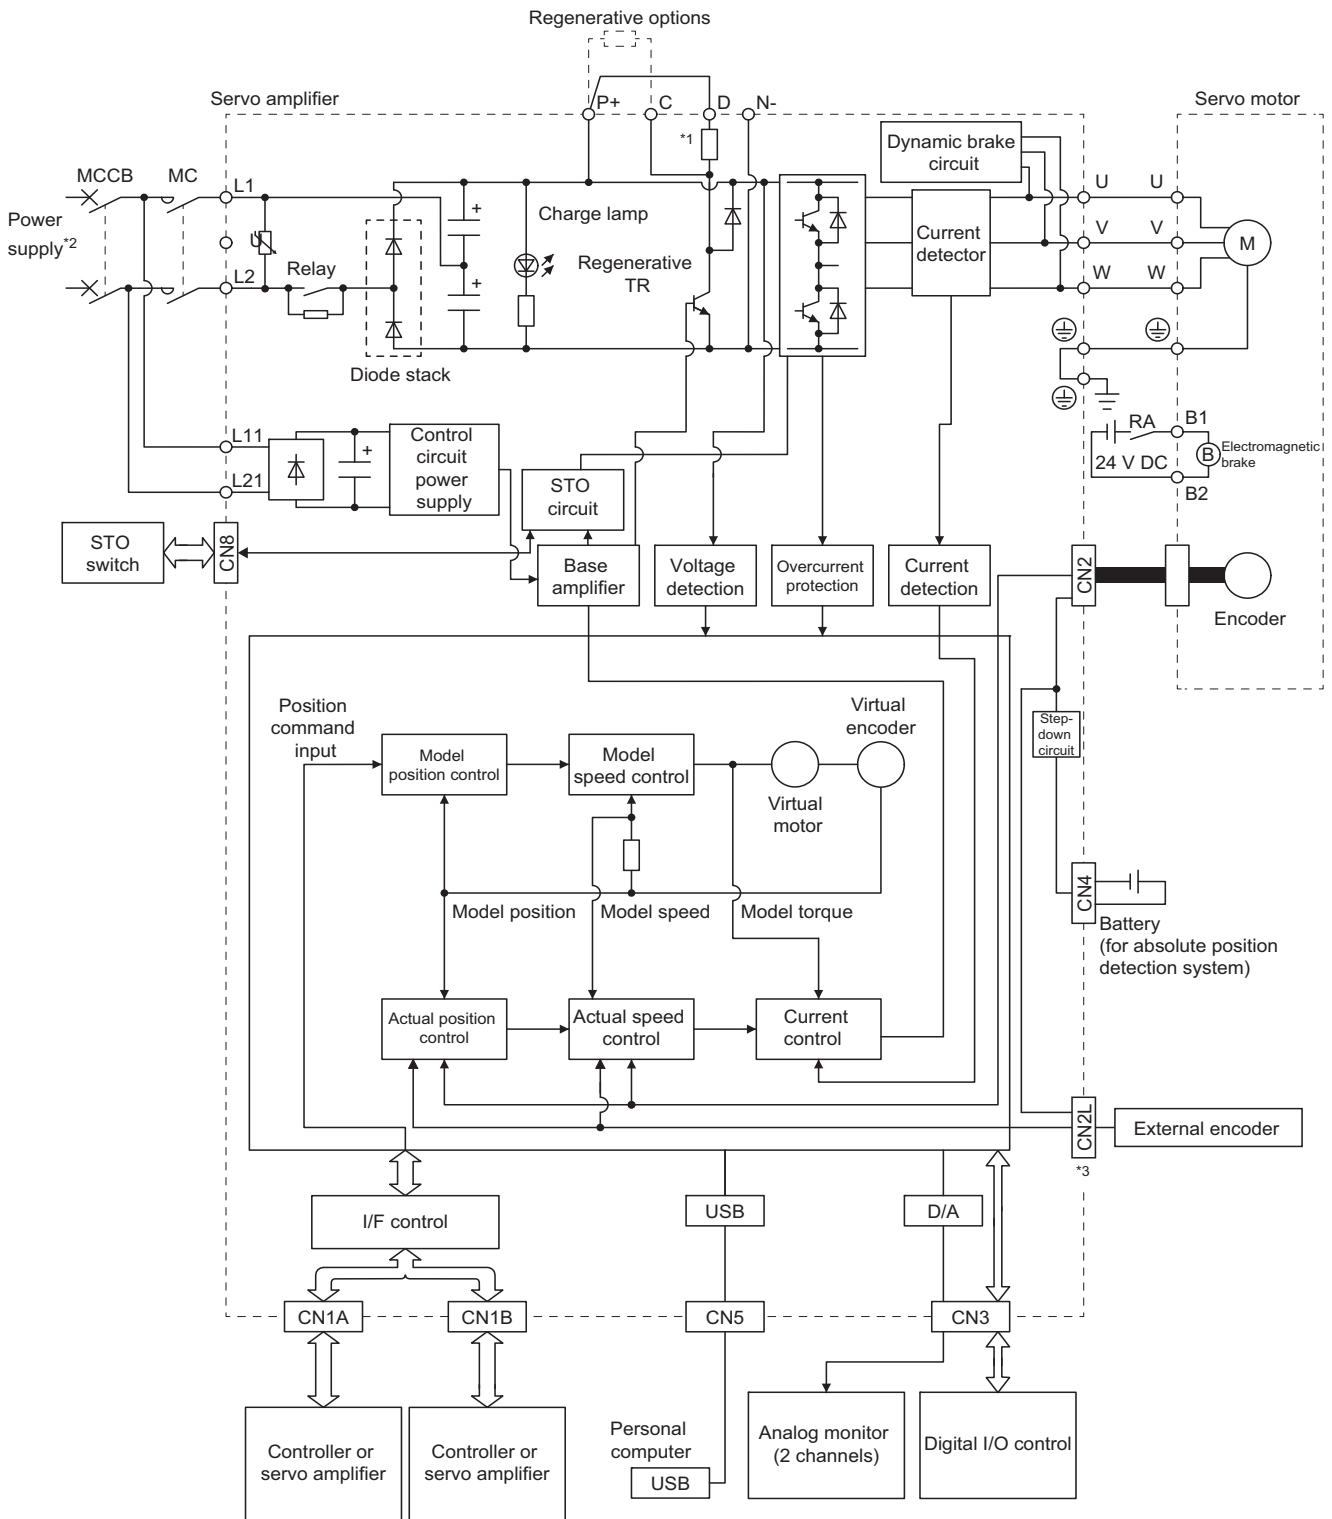 Regenerative options
Servo amplifier
P+
C
D
N-
Servo motor
*1
Dynamic brake
circuit
MCCB
MC
L1
U
U
Power
supply*2
Charge lamp
Current
detector
V
V
M
L2
Relay
Regenerative
TR
W
W
Diode stack
L11
L21
Control
circuit
power
supply
STO
circuit
RA
B1
24 V DC
B
Electromagnetic
brake
B2
STO
switch
CN8
Base
amplifier
Voltage
detection
Overcurrent
protection
Current
detection
CN2
Encoder
Position
command
input
Virtual
encoder
Model
position control
Model
speed control
Virtual
motor
Step-
down
circuit
Model position
Model speed
Model torque
CN4
Battery
(for absolute position
detection system)
Actual position
control
Actual speed
control
Current
control
CN2L
External encoder
*3
I/F control
USB
D/A
CN1A
CN1B
CN5
CN3
Controller or
servo amplifier
Controller or
servo amplifier
Personal
computer
USB
Analog monitor
(2 channels)
Digital I/O control